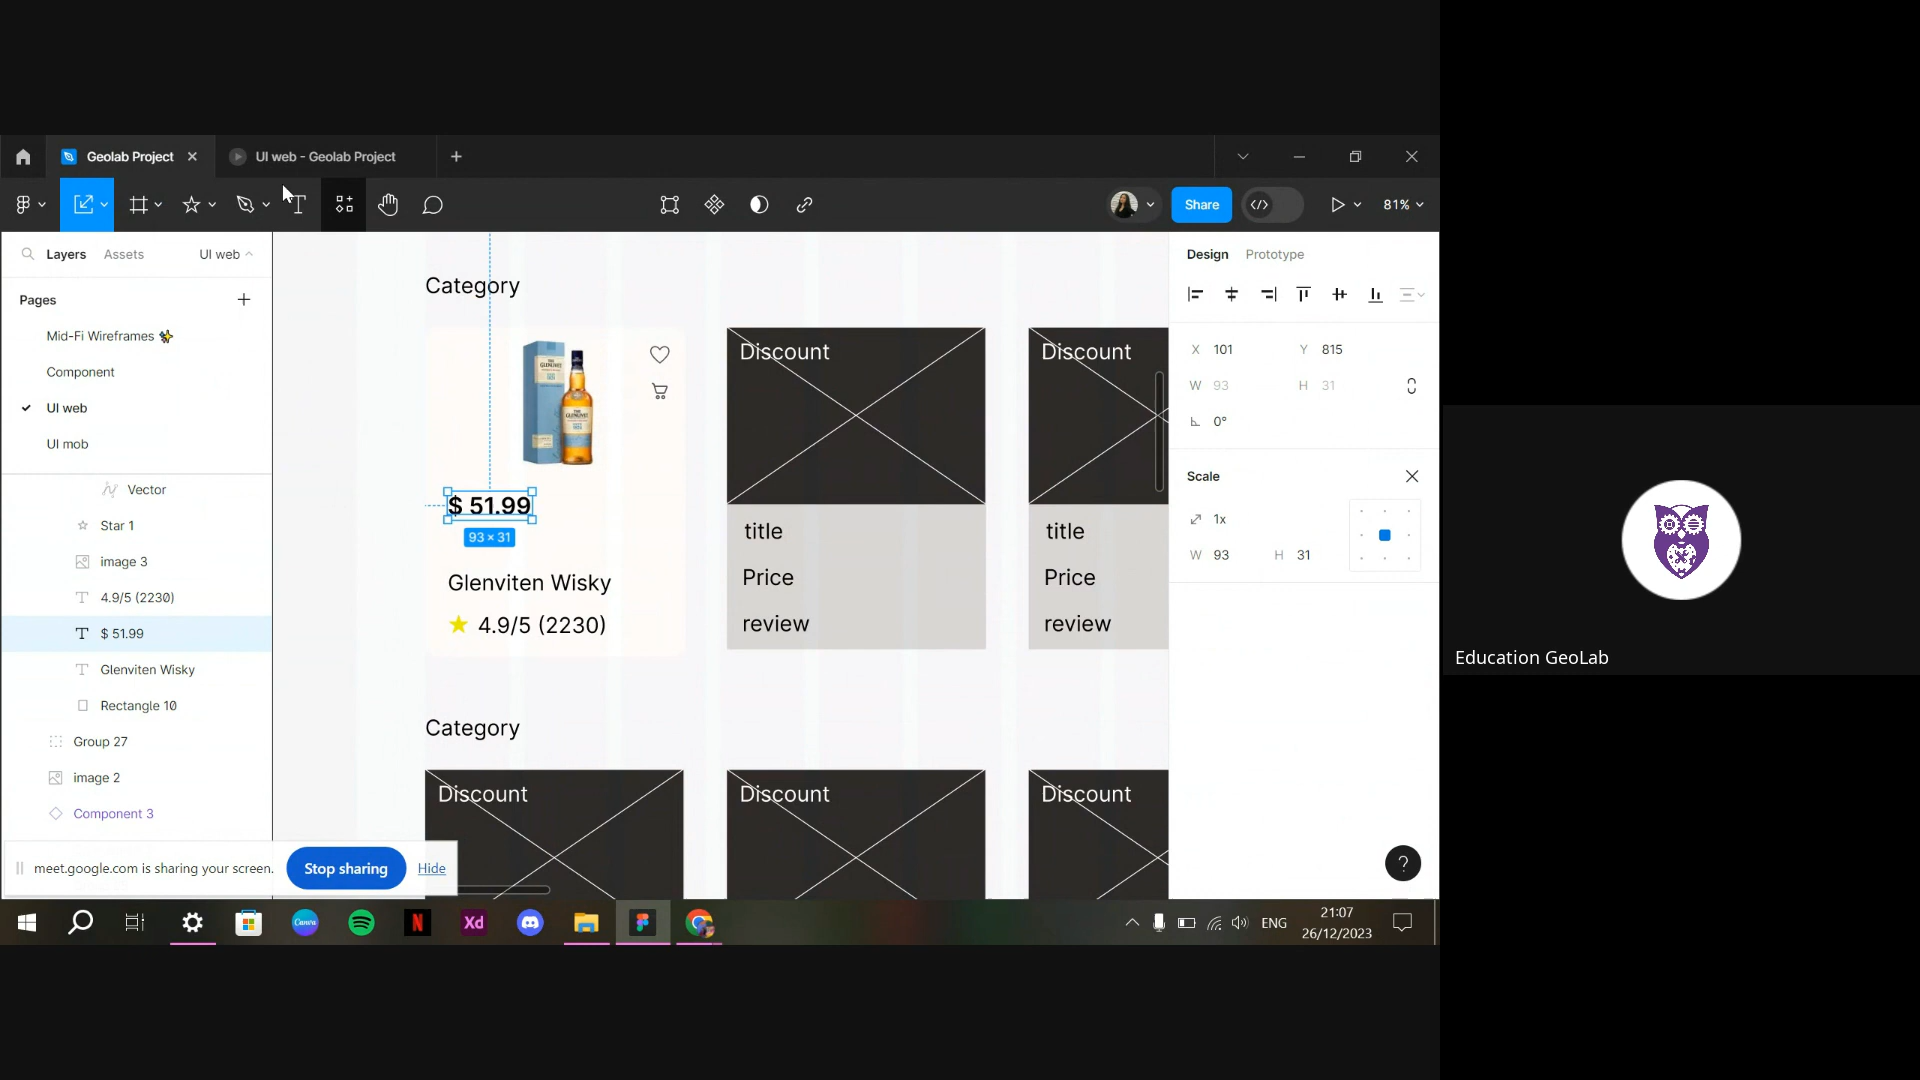 Geolab Project
UI web - Geolab Project
Share
81%
Layers
Assets
UI web
Pages
Mid-Fi Wireframes ✨
Component
UI web
UI mob
Vector
Star 1
image 3
4.9/5 (2230)
$ 51.99
Glenviten Wisky
Rectangle 10
Group 27
image 2
Component 3
Category
$ 51.99
93 × 31
Glenviten Wisky
4.9/5 (2230)
Discount
title
Price
review
Discount
title
Price
review
Category
Discount
Discount
Discount
Design
Prototype
X 101
Y 815
W 93
H 31
0°
Scale
1x
W 93
H 31
?
meet.google.com is sharing your screen.
Stop sharing
Hide
Canva
N
Xd
ENG
21:07
26/12/2023
Education GeoLab